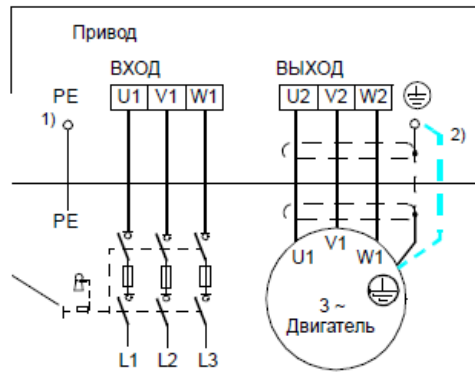 Привод
ВХОД ВЫХОД
PE U1 V1 W1 U2 V2 W2
1) 2)
PE
U1 V1 W1
3 ~
Двигатель
L1 L2 L3